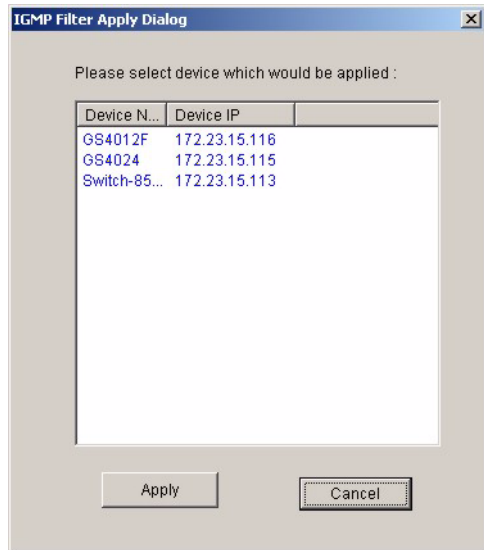 IGMP Filter Apply Dialog
Please select device which would be applied :
Device N... Device IP
GS4012F 172.23.15.116
GS4024 172.23.15.115
Switch-85... 172.23.15.113
Apply Cancel